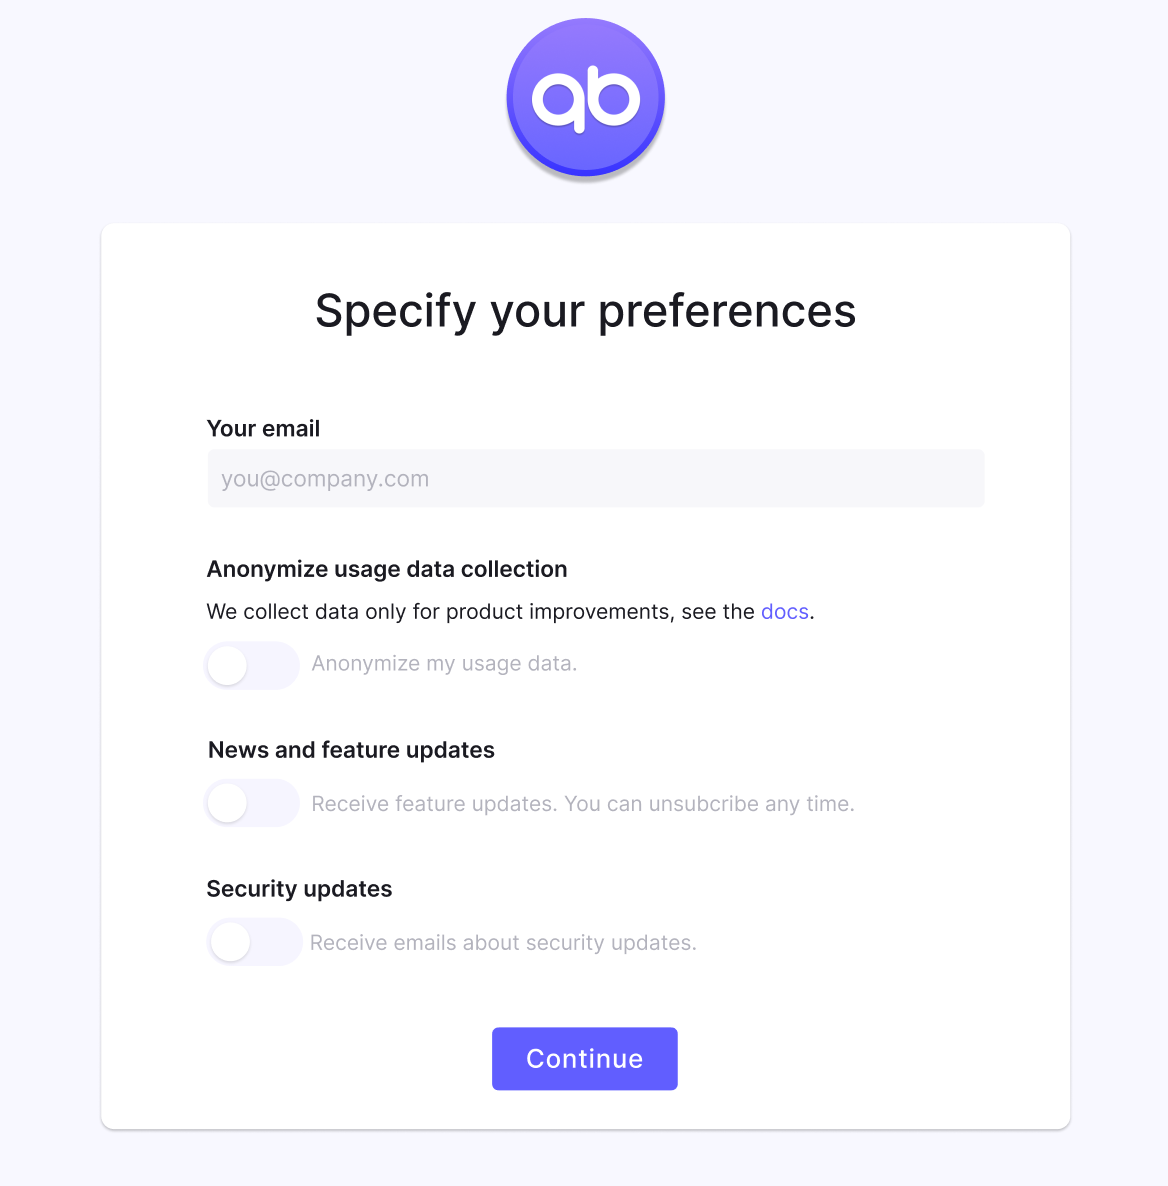 ab
Specify your preferences
Your email
you@company.com
Anonymize usage data collection
We collect data only for product improvements, see the docs.
Anonymize my usage data.
News and feature updates
Receive feature updates. You can unsubcribe any time.
Security updates
Receive emails about security updates.
Continue